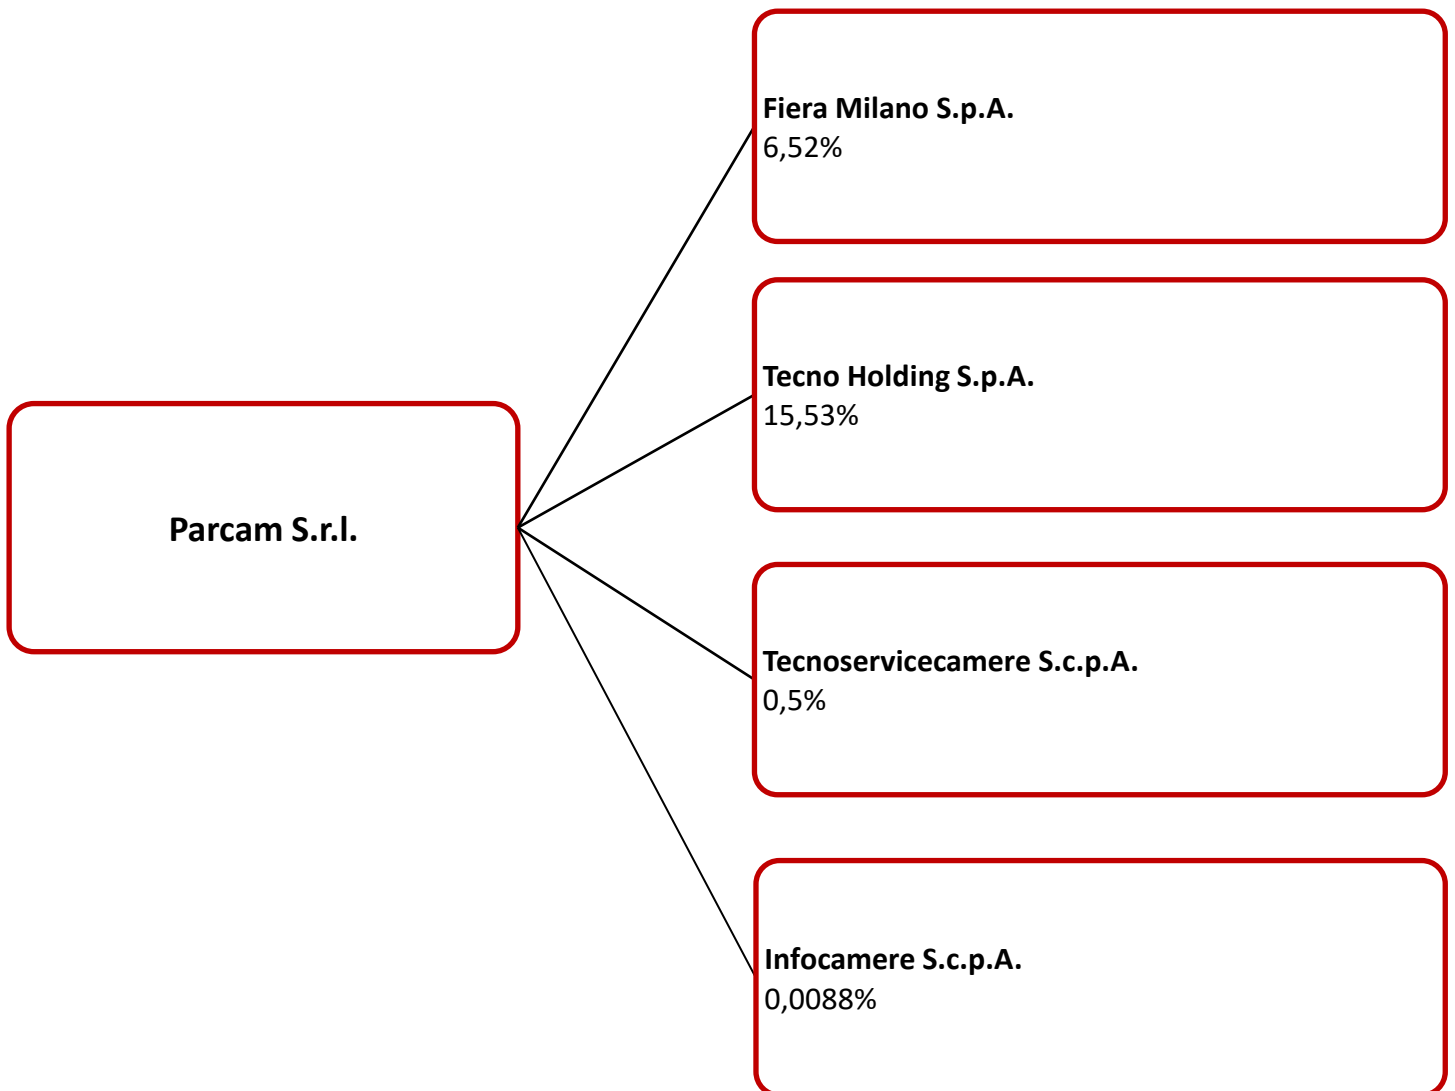 Fiera Milano S.p.A.
6,52%
Tecno Holding S.p.A.
15,53%
Parcam S.r.l.
Tecnoservicecamere S.c.p.A.
0,5%
Infocamere S.c.p.A.
0,0088%